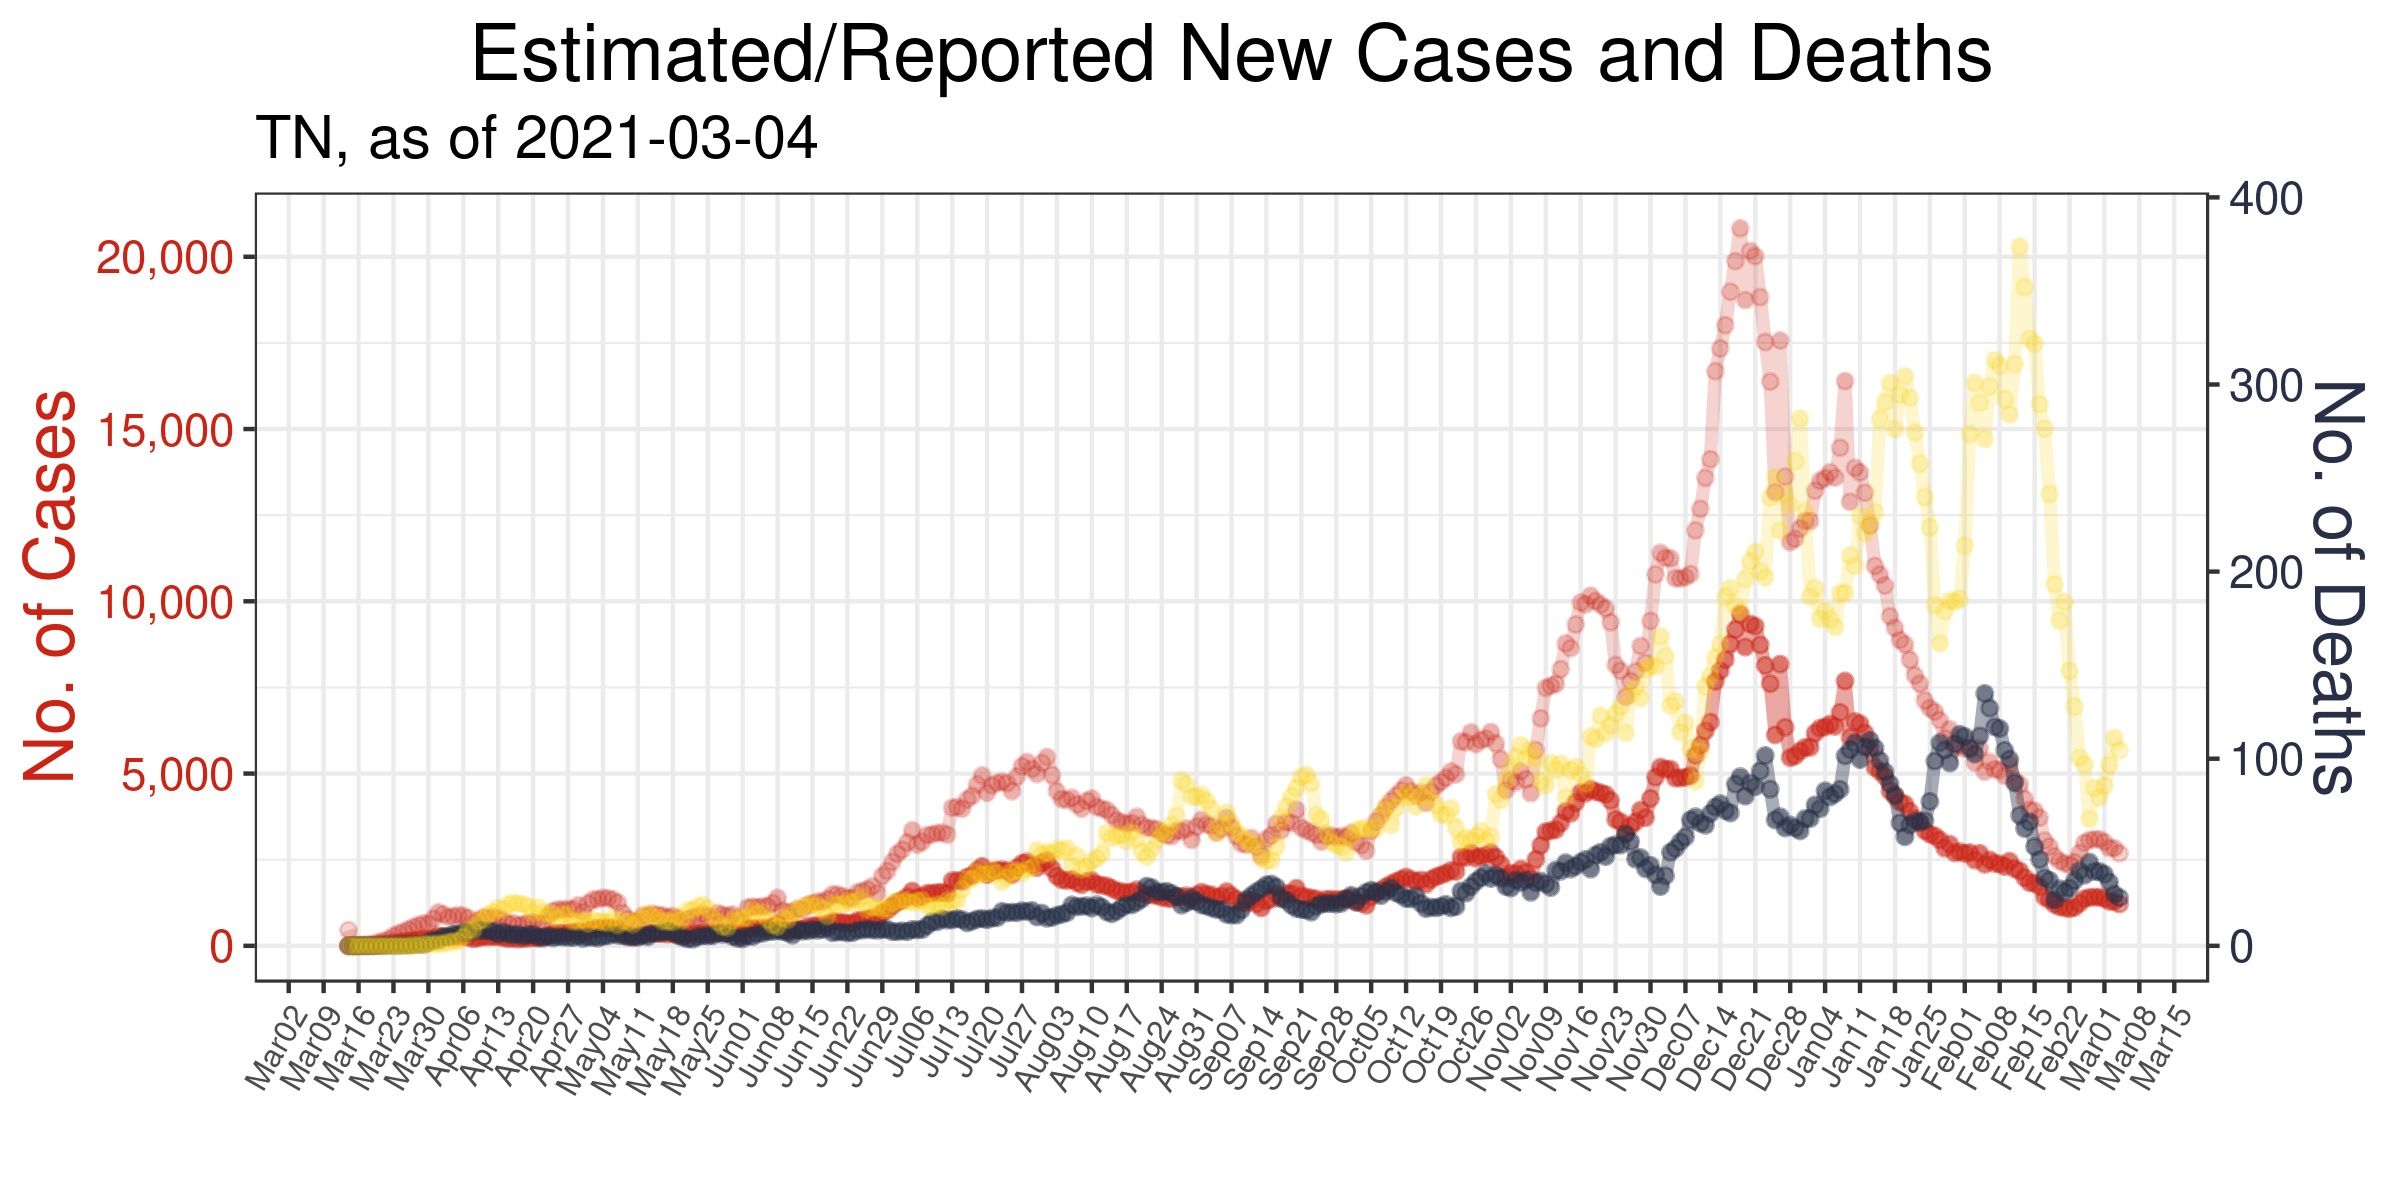 Estimated/Reported New Cases and Deaths
TN, as of 2021-03-04
No. of Cases
20,000
15,000
10,000
5,000
0
400
300
200
100
0
No. of Deaths
Mar02
Mar09
Mar16
Mar23
Mar30
Apr06
Apr13
Apr20
Apr27
May04
May11
May18
May25
Jun01
Jun08
Jun15
Jun22
Jun29
Jul06
Jul13
Jul20
Jul27
Aug03
Aug10
Aug17
Aug24
Aug31
Sep07
Sep14
Sep21
Sep28
Oct05
Oct12
Oct19
Oct26
Nov02
Nov09
Nov16
Nov23
Nov30
Dec07
Dec14
Dec21
Dec28
Jan04
Jan11
Jan18
Jan25
Feb01
Feb08
Feb15
Feb22
Mar01
Mar08
Mar15